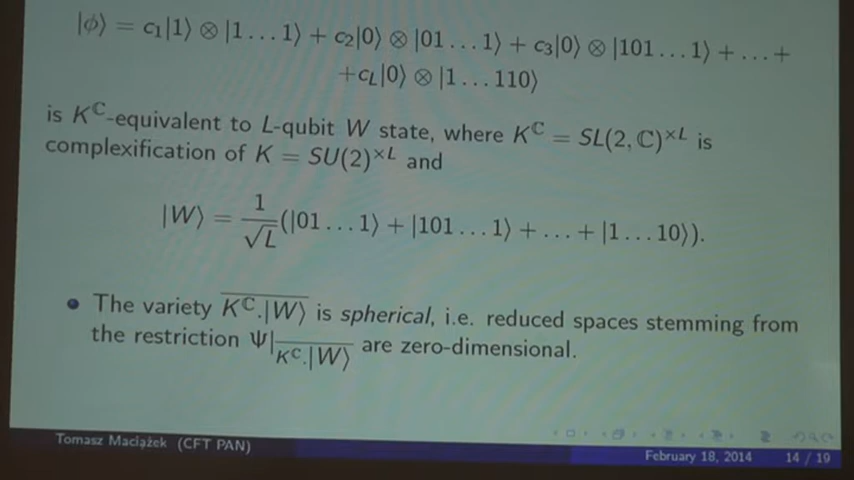 |ϕ⟩ = c₁|1⟩ ⊗ |1 . . . 1⟩ + c₂|0⟩ ⊗ |01 . . . 1⟩ + c₃|0⟩ ⊗ |101 . . . 1⟩ + . . . +
+c_L|0⟩ ⊗ |1 . . . 110⟩
is K^ℂ-equivalent to L-qubit W state, where K^ℂ = SL(2, ℂ)^×L is
complexification of K = SU(2)^×L and
|W⟩ = 1/√L (|01 . . . 1⟩ + |101 . . . 1⟩ + . . . + |1 . . . 10⟩).
• The variety \overline{K^ℂ.|W⟩} is spherical, i.e. reduced spaces stemming from
the restriction Ψ|_{\overline{K^ℂ.|W⟩}} are zero-dimensional.
Tomasz Maciążek (CFT PAN)
February 18, 2014 14 / 19